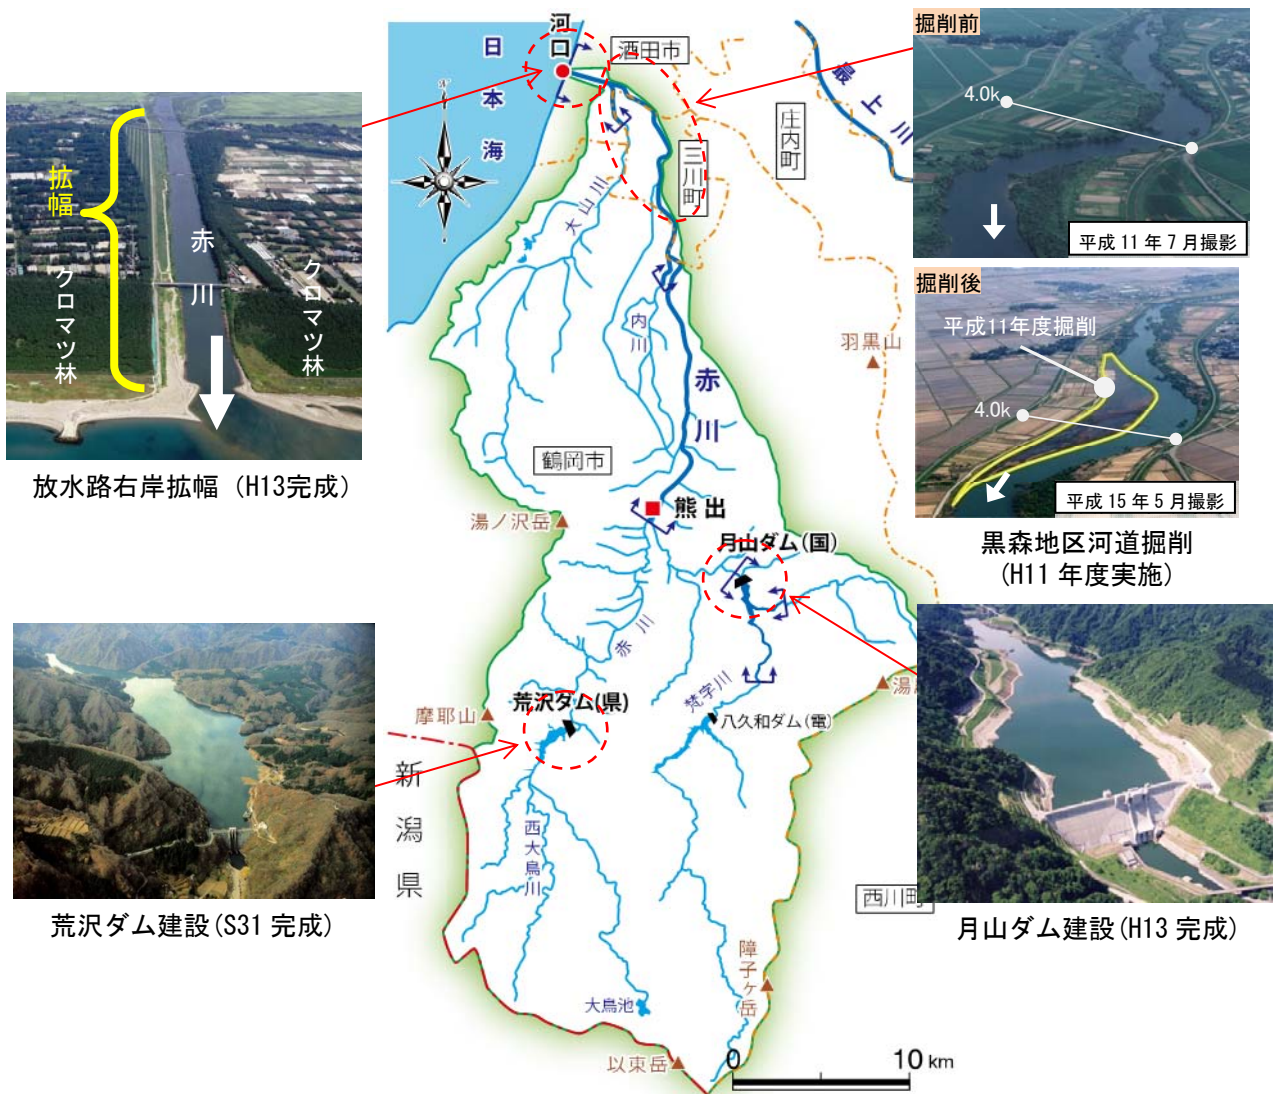 河口
日本海
酒田市
最上川
庄内町
三川町
大山川
内川
赤川
羽黒山
鶴岡市
熊出
湯ノ沢岳
月山ダム(国)
赤川
梵字川
荒沢ダム(県)
八久和ダム(電)
摩耶山
新潟県
西大鳥川
西川町
障子ヶ岳
大鳥池
以東岳
0
10 km
拡幅
クロマツ林
赤川
クロマツ林
放水路右岸拡幅 (H13完成)
掘削前
4.0k
平成 11 年 7 月撮影
掘削後
平成11年度掘削
4.0k
平成 15 年 5 月撮影
黒森地区河道掘削
(H11 年度実施)
荒沢ダム建設(S31 完成)
月山ダム建設(H13 完成)